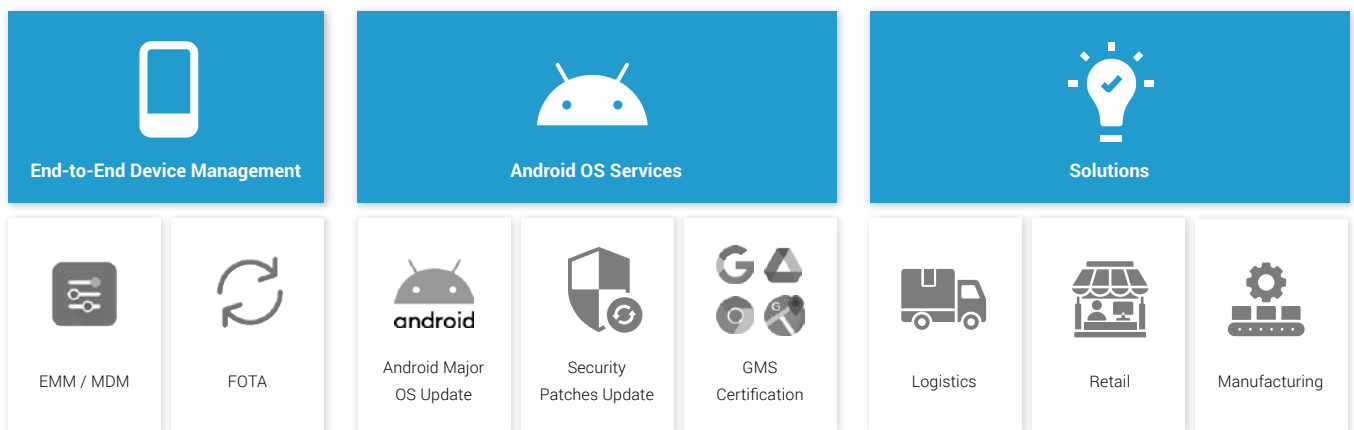 End-to-End Device Management
Android OS Services
Solutions
EMM / MDM
FOTA
android
Android Major
OS Update
Security
Patches Update
G
G
GMS
Certification
Logistics
Retail
Manufacturing